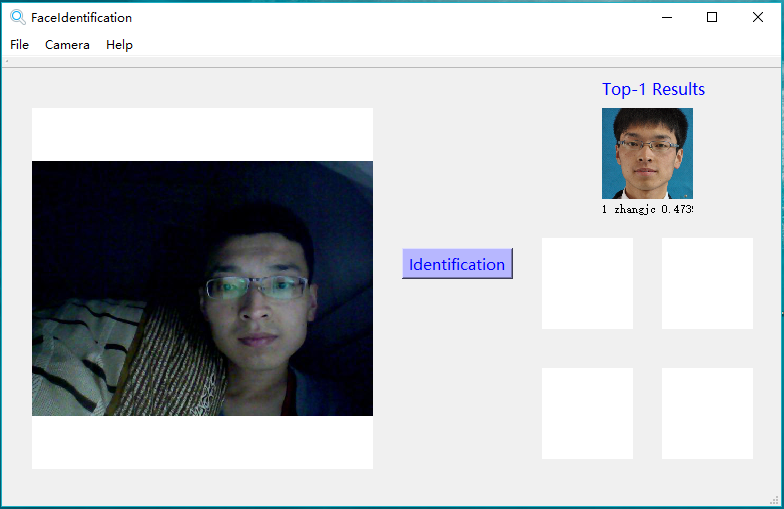 FaceIdentification
File Camera Help
Top-1 Results
1 zhangjc 0.473
Identification